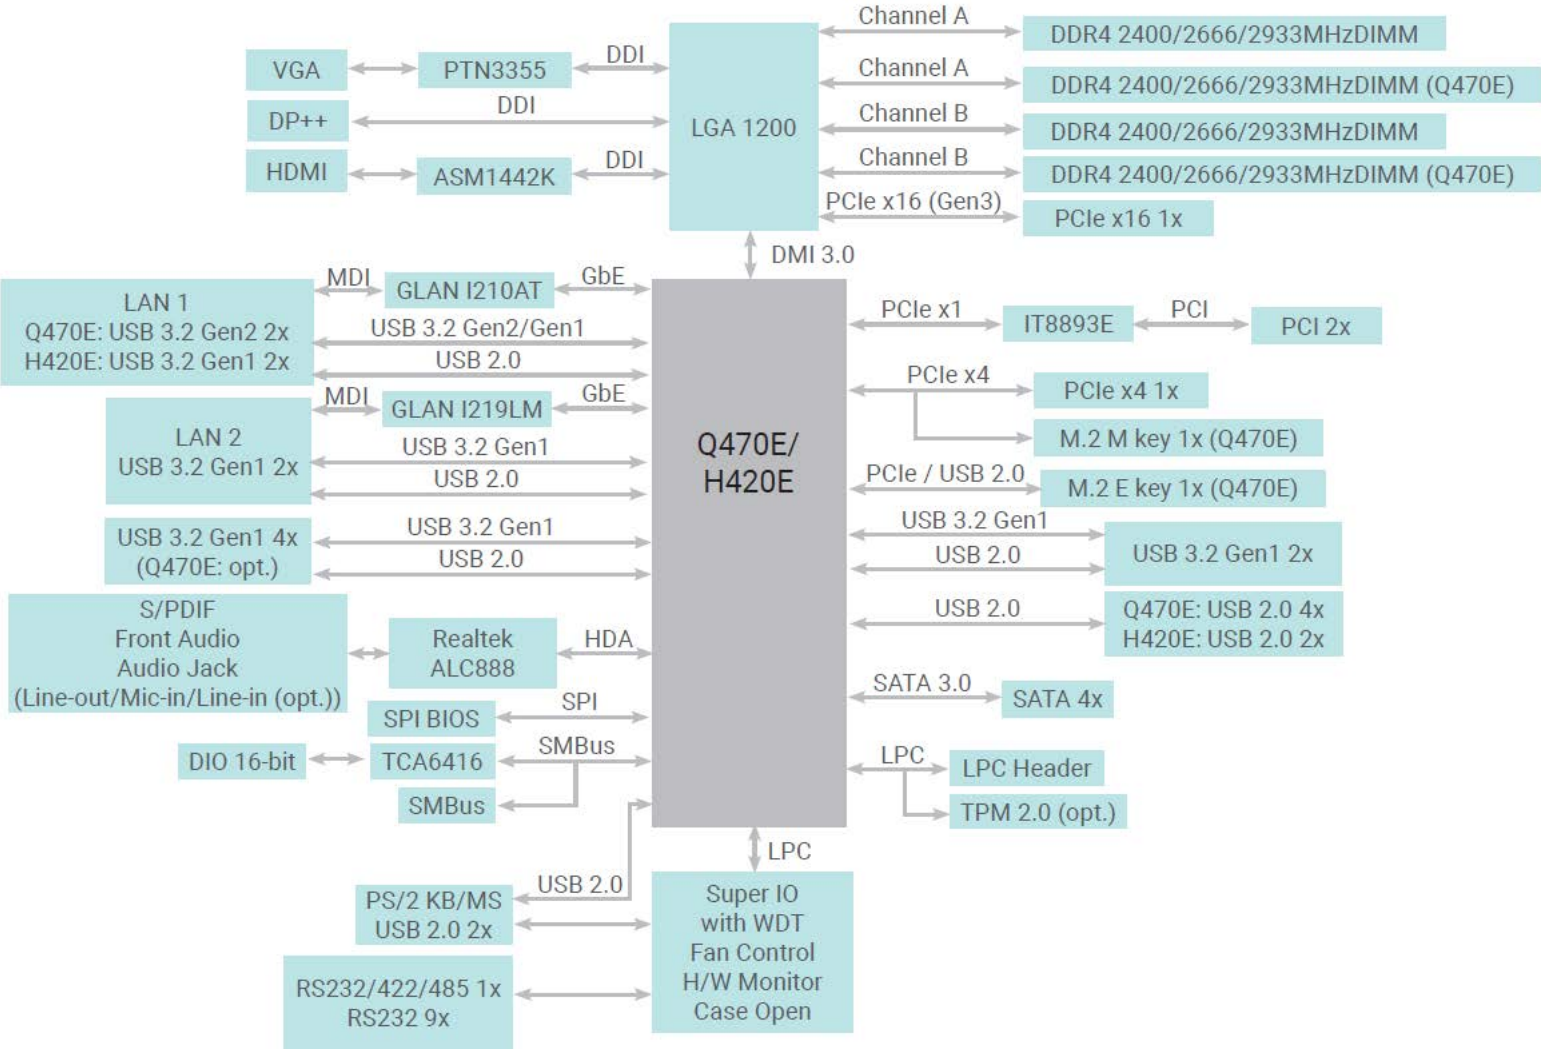 Channel A
DDR4 2400/2666/2933MHzDIMM
VGA
PTN3355
DDI
Channel A
DDR4 2400/2666/2933MHzDIMM (Q470E)
DP++
DDI
LGA 1200
Channel B
DDR4 2400/2666/2933MHzDIMM
HDMI
ASM1442K
DDI
Channel B
DDR4 2400/2666/2933MHzDIMM (Q470E)
PCIe x16 (Gen3)
PCIe x16 1x
DMI 3.0
LAN 1
Q470E: USB 3.2 Gen2 2x
H420E: USB 3.2 Gen1 2x
MDI
GLAN I210AT
GbE
USB 3.2 Gen2/Gen1
USB 2.0
LAN 2
USB 3.2 Gen1 2x
MDI
GLAN I219LM
GbE
USB 3.2 Gen1
USB 2.0
USB 3.2 Gen1 4x
(Q470E: opt.)
USB 3.2 Gen1
USB 2.0
S/PDIF
Front Audio
Audio Jack
(Line-out/Mic-in/Line-in (opt.))
Realtek
ALC888
HDA
SPI BIOS
SPI
DIO 16-bit
TCA6416
SMBus
SMBus
Q470E/
H420E
PCIe x1
IT8893E
PCI
PCI 2x
PCIe x4
PCIe x4 1x
M.2 M key 1x (Q470E)
PCIe / USB 2.0
M.2 E key 1x (Q470E)
USB 3.2 Gen1
USB 2.0
USB 3.2 Gen1 2x
USB 2.0
Q470E: USB 2.0 4x
H420E: USB 2.0 2x
SATA 3.0
SATA 4x
LPC
LPC Header
TPM 2.0 (opt.)
LPC
USB 2.0
PS/2 KB/MS
USB 2.0 2x
RS232/422/485 1x
RS232 9x
Super IO
with WDT
Fan Control
H/W Monitor
Case Open